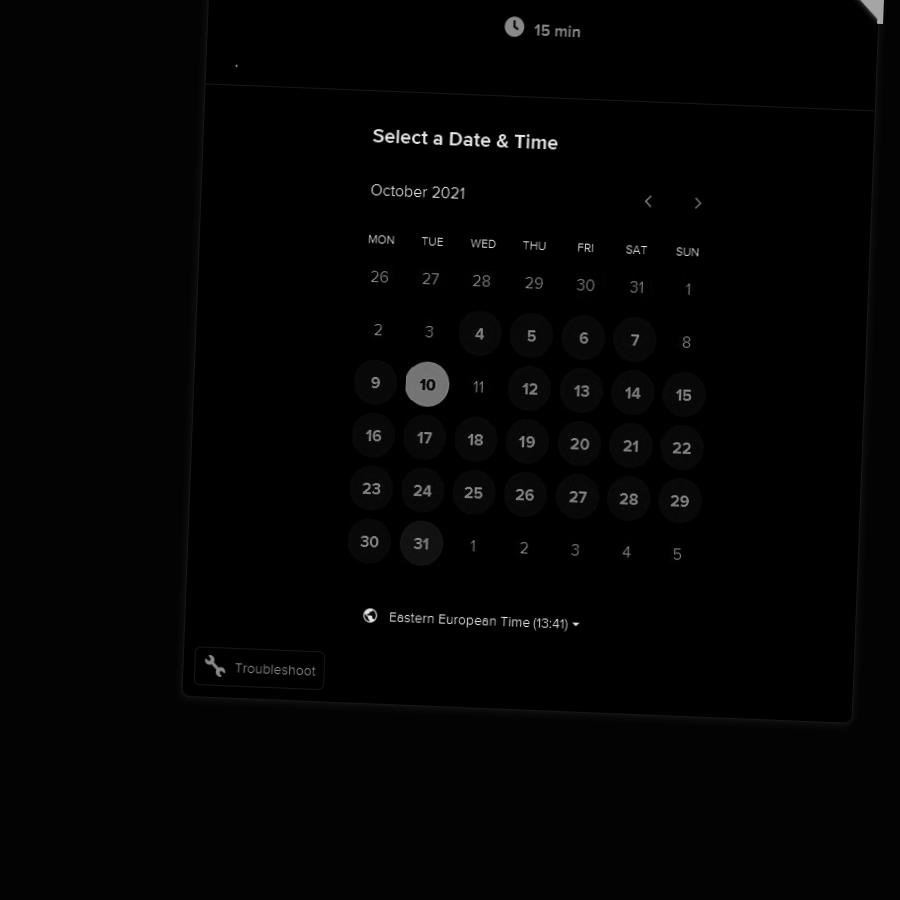 15 min
.
Select a Date & Time
October 2021
MON TUE WED THU FRI SAT SUN
26 27 28 29 30 31 1
2 3 4 5 6 7 8
9 10 11 12 13 14 15
16 17 18 19 20 21 22
23 24 25 26 27 28 29
30 31 1 2 3 4 5
Eastern European Time (13:41)
Troubleshoot